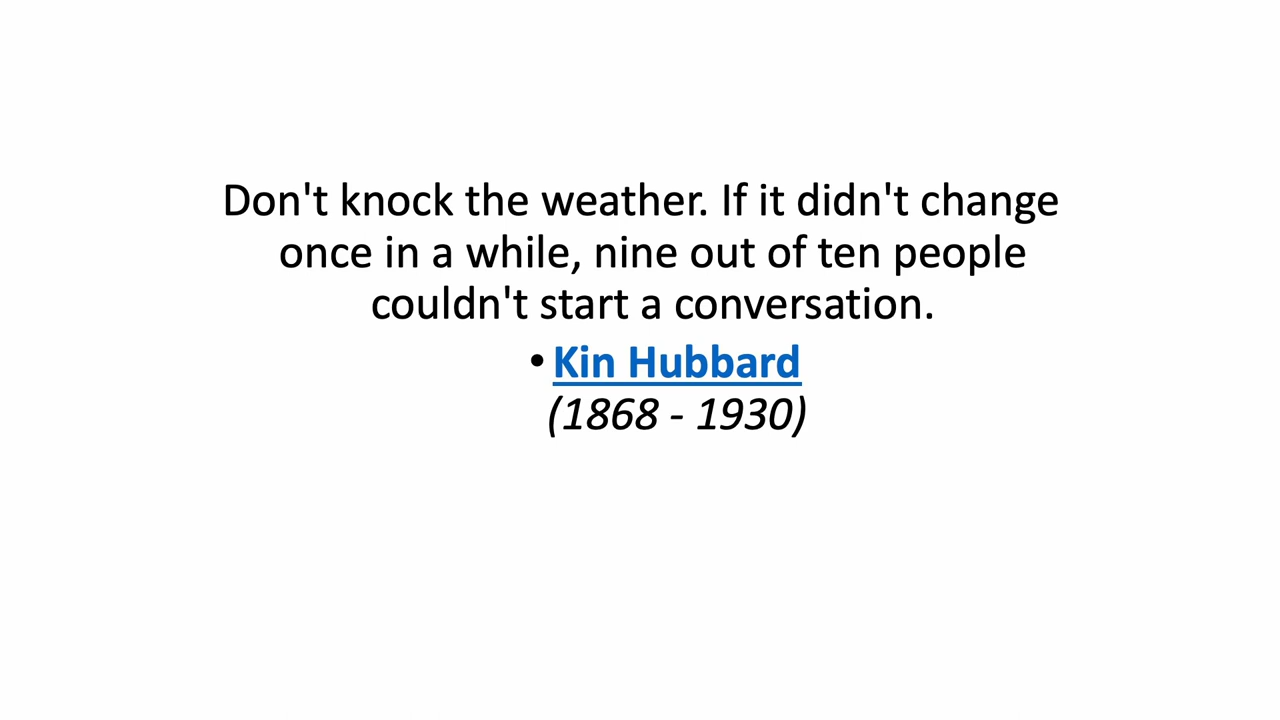 Don't knock the weather. If it didn't change
once in a while, nine out of ten people
couldn't start a conversation.
• Kin Hubbard
(1868 - 1930)